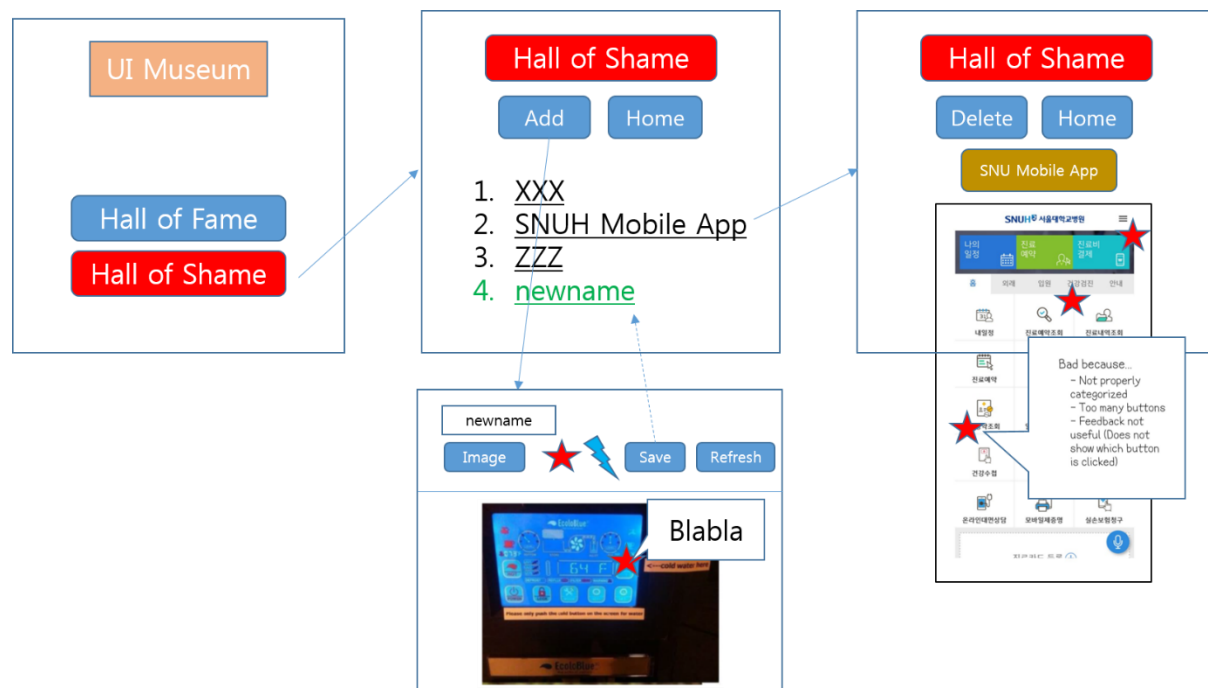 UI Museum
Hall of Fame
Hall of Shame
Hall of Shame
Add
Home
1. XXX
2. SNUH Mobile App
3. ZZZ
4. newname
newname
Image
Save
Refresh
EccloBlue
64 F
<---cold water here
Please only push the cold button on the screen for water
EccloBlue
Blabla
Hall of Shame
Delete
Home
SNU Mobile App
SNUH 서울대학교병원
나의
일정
진료
예약
진료비
결제
홈
외래
입원
건강검진
안내
내일정
진료예약조회
진료내역조회
진료예약
건강수첩
온라인대면상담
모바일제증명
실손보험청구
Bad because...
- Not properly
categorized
- Too many buttons
- Feedback not
useful (Does not
show which button
is clicked)